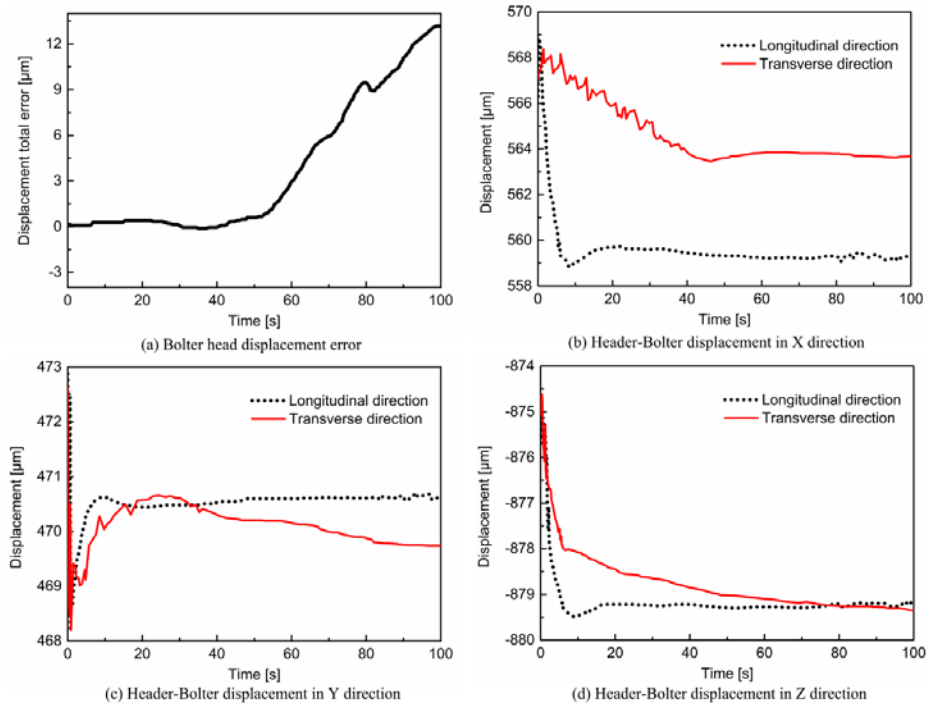 Displacement total error [μm]
12
9
6
3
0
-3
0 20 40 60 80 100
Time [s]
(a) Bolter head displacement error
Displacement [μm]
570
568
566
564
562
560
558
Longitudinal direction
Transverse direction
0 20 40 60 80 100
Time [s]
(b) Header-Bolter displacement in X direction
Displacement [μm]
473
472
471
470
469
468
Longitudinal direction
Transverse direction
0 20 40 60 80 100
Time [s]
(c) Header-Bolter displacement in Y direction
Displacement [μm]
-874
-875
-876
-877
-878
-879
-880
Longitudinal direction
Transverse direction
0 20 40 60 80 100
Time [s]
(d) Header-Bolter displacement in Z direction